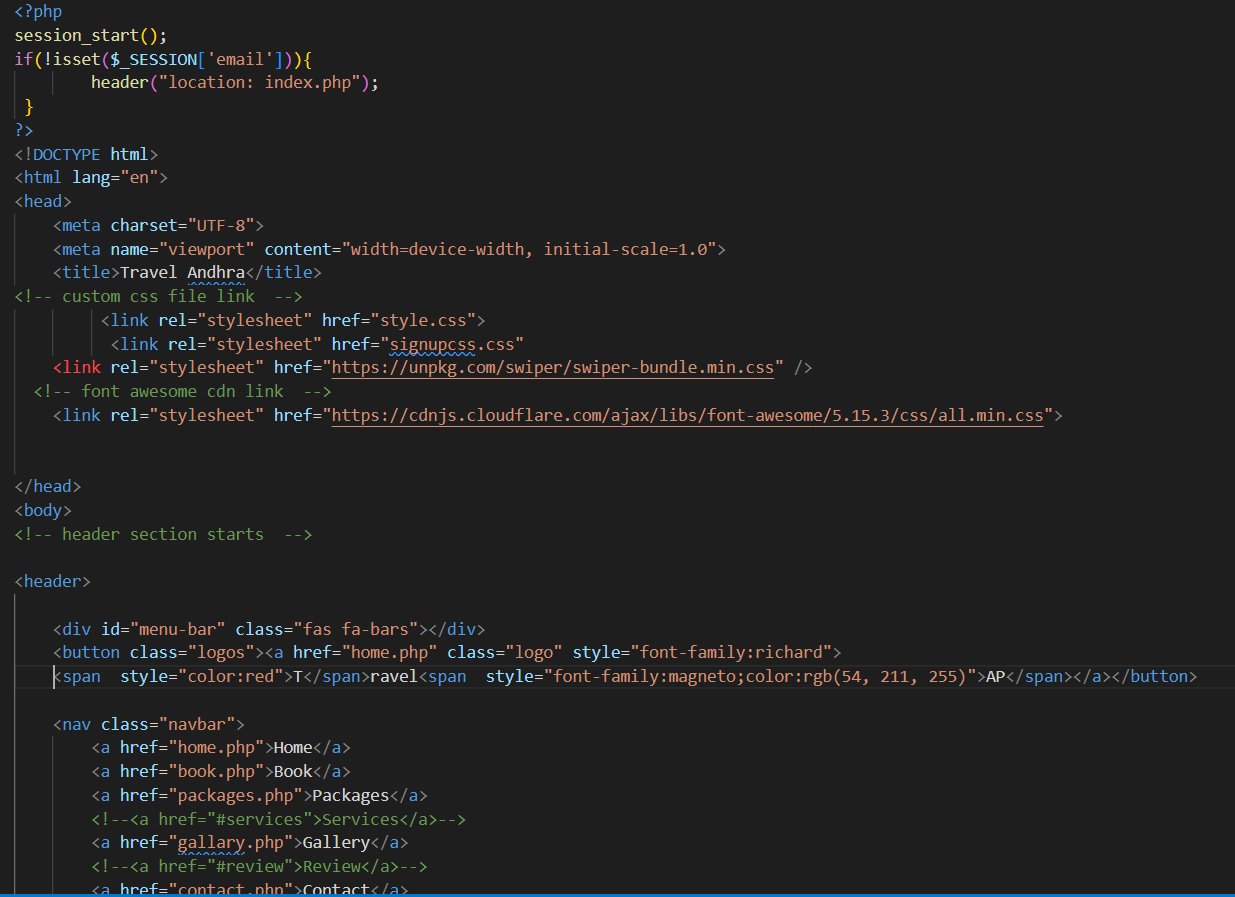 <?php
session_start();
if(!isset($_SESSION['email'])){
        header("location: index.php");
 }
?>
<!DOCTYPE html>
<html lang="en">
<head>
    <meta charset="UTF-8">
    <meta name="viewport" content="width=device-width, initial-scale=1.0">
    <title>Travel Andhra</title>
<!-- custom css file link  -->
         <link rel="stylesheet" href="style.css">
          <link rel="stylesheet" href="signupcss.css"
    <link rel="stylesheet" href="https://unpkg.com/swiper/swiper-bundle.min.css" />
  <!-- font awesome cdn link  -->
    <link rel="stylesheet" href="https://cdnjs.cloudflare.com/ajax/libs/font-awesome/5.15.3/css/all.min.css">
</head>
<body>
<!-- header section starts  -->
<header>
    <div id="menu-bar" class="fas fa-bars"></div>
    <button class="logos"><a href="home.php" class="logo" style="font-family:richard">
    <span  style="color:red">T</span>ravel<span  style="font-family:magneto;color:rgb(54, 211, 255)">AP</span></a></button>
    <nav class="navbar">
        <a href="home.php">Home</a>
        <a href="book.php">Book</a>
        <a href="packages.php">Packages</a>
        <!--<a href="#services">Services</a>-->
        <a href="gallary.php">Gallery</a>
        <!--<a href="#review">Review</a>-->
        <a href="contact.php">Contact</a>